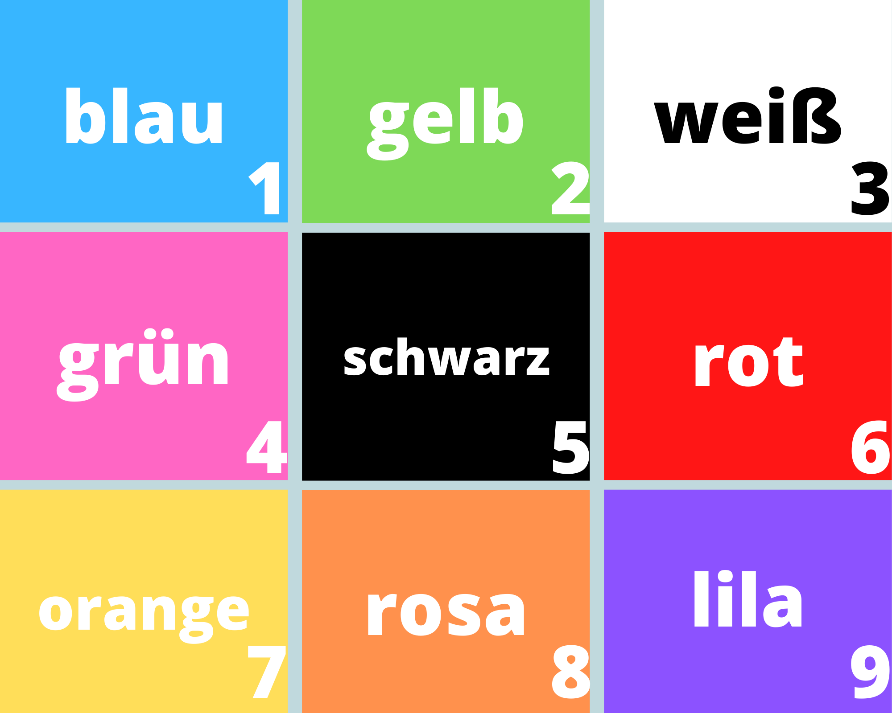 blau
1
gelb
2
weiß
3
grün
4
schwarz
5
rot
6
orange
7
rosa
8
lila
9